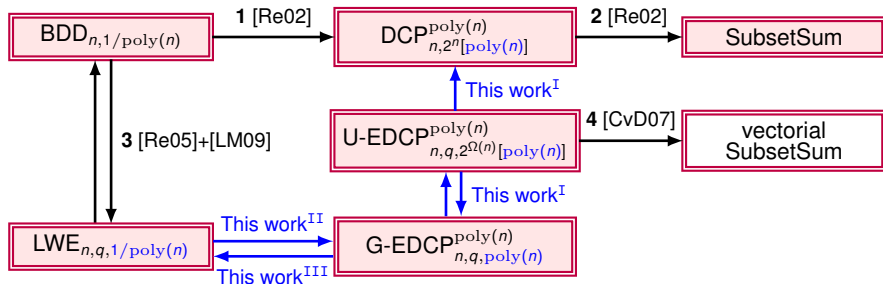 1 [Re02]
2 [Re02]
BDD_{n,1/poly(n)}
DCP^{poly(n)}_{n,2^n[poly(n)]}
SubsetSum
This work^I
4 [CvD07]
3 [Re05]+[LM09]
U-EDCP^{poly(n)}_{n,q,2^{Ω(n)}[poly(n)]}
vectorial
SubsetSum
This work^I
This work^{II}
LWE_{n,q,1/poly(n)}
G-EDCP^{poly(n)}_{n,q,poly(n)}
This work^{III}